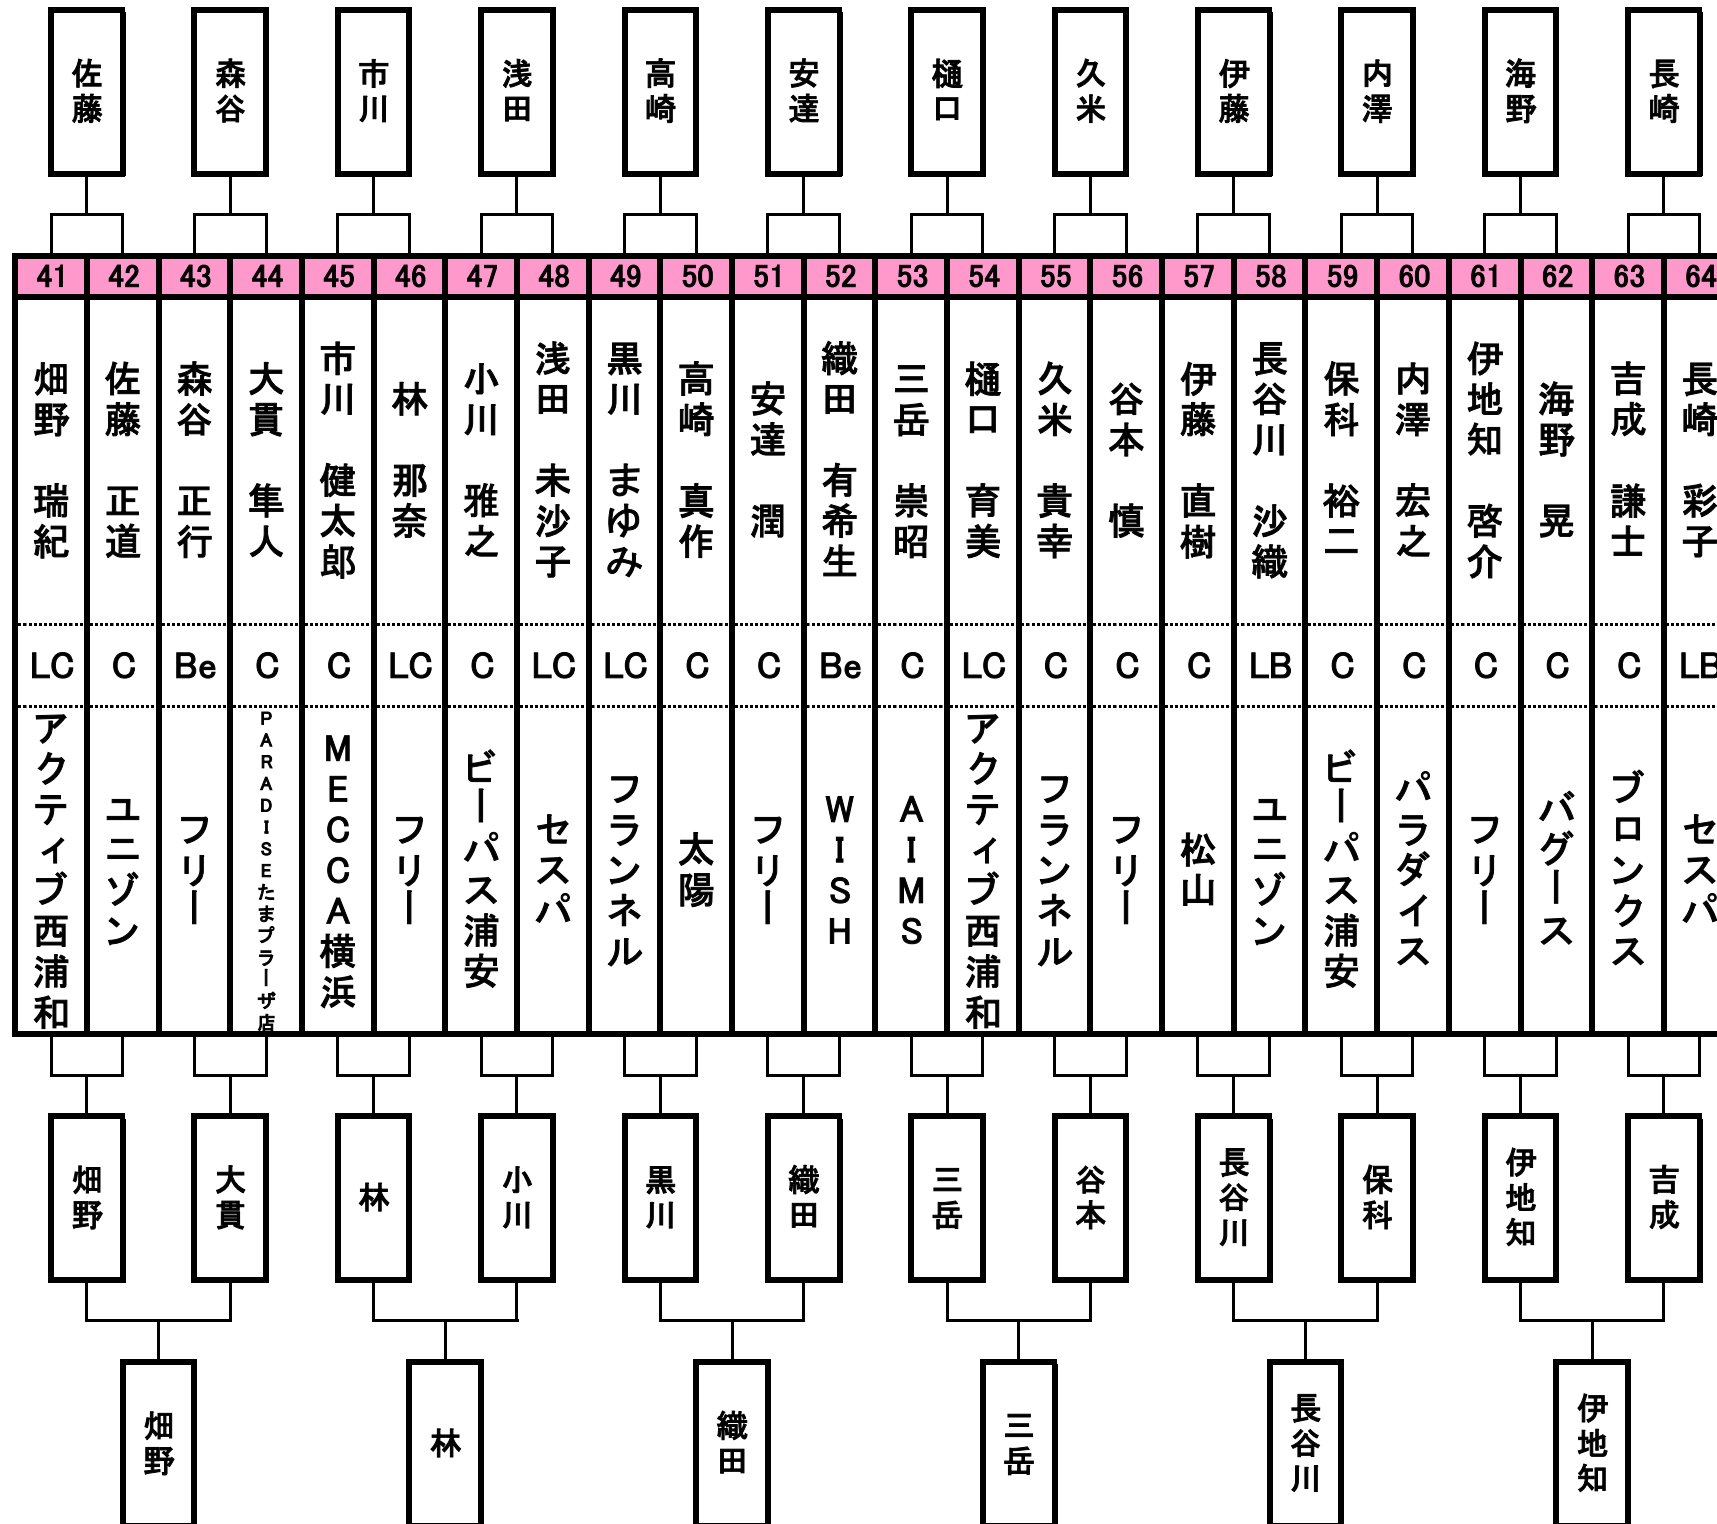 佐藤
森谷
市川
浅田
高崎
安達
樋口
久米
伊藤
内澤
海野
長崎
41 42 43 44 45 46 47 48 49 50 51 52 53 54 55 56 57 58 59 60 61 62 63 64
畑野 瑞紀
佐藤 正道
森谷 正行
大貫 隼人
市川 健太郎
林 那奈
小川 雅之
浅田 未沙子
黒川 まゆみ
高崎 真作
安達 潤
織田 有希生
三岳 崇昭
樋口 育美
久米 貴幸
谷本 慎
伊藤 直樹
長谷川 沙織
保科 裕二
内澤 宏之
伊地知 啓介
海野 晃
吉成 謙士
長崎 彩子
LC C Be C C LC C LC LC C C Be C LC C C C LB C C C C C LB
アクティブ西浦和
ユニゾン
フリー
PARADISEたまプラーザ店
MECCA横浜
フリー
ビーパス浦安
セスパ
フランネル
太陽
フリー
WISH
AIMS
アクティブ西浦和
フランネル
フリー
松山
ユニゾン
ビーパス浦安
パラダイス
フリー
バグース
ブロンクス
セスパ
畑野
大貫
林
小川
黒川
織田
三岳
谷本
長谷川
保科
伊地知
吉成
畑野
林
織田
三岳
長谷川
伊地知